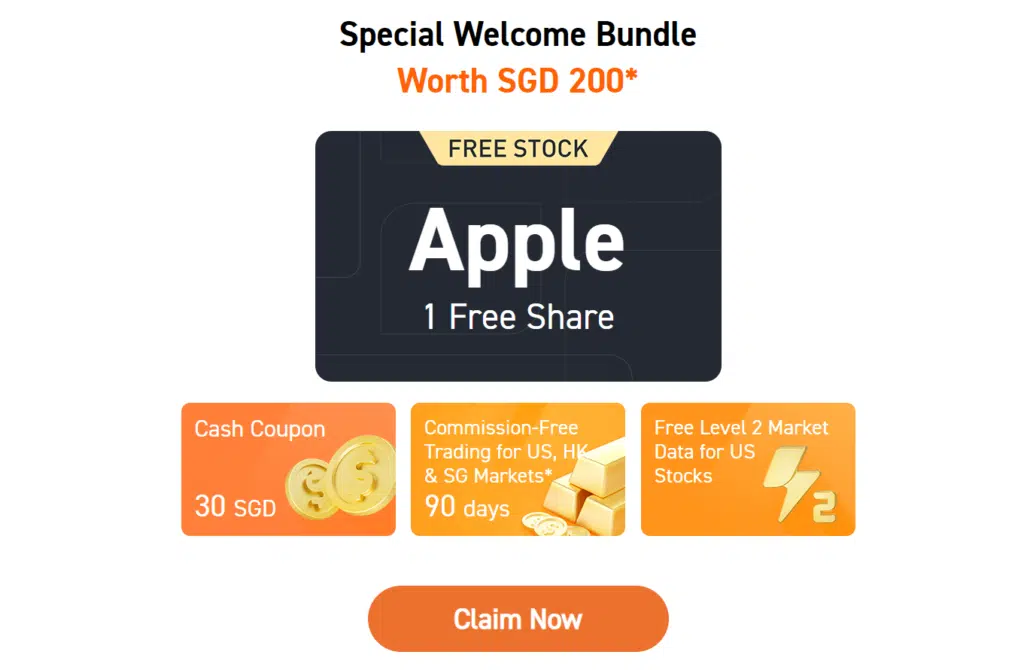 Special Welcome Bundle
Worth SGD 200*
FREE STOCK
Apple
1 Free Share
Cash Coupon
30 SGD
Commission-Free
Trading for US, HK
& SG Markets*
90 days
Free Level 2 Market
Data for US
Stocks
2
Claim Now